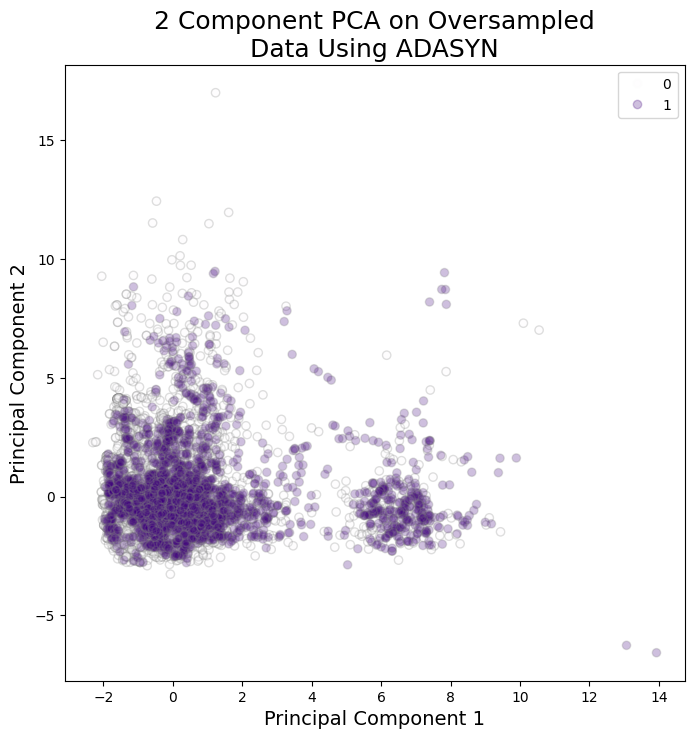 2 Component PCA on Oversampled
Data Using ADASYN
0
1
15
10
5
0
−5
Principal Component 2
−2 0 2 4 6 8 10 12 14
Principal Component 1